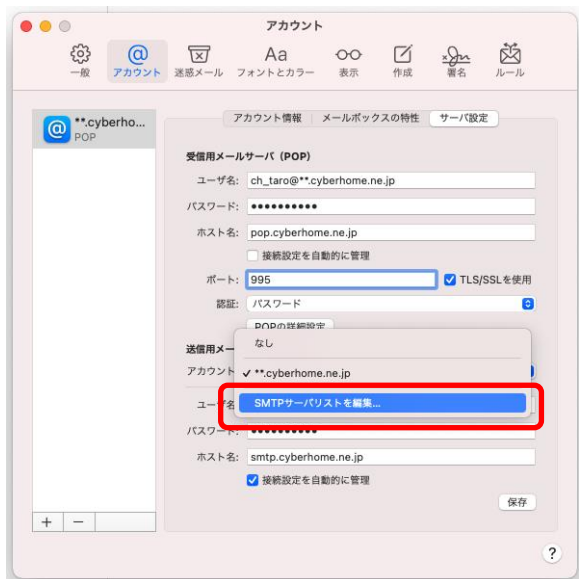 アカウント
一般 アカウント 迷惑メール フォントとカラー 表示 作成 署名 ルール
**.cyberho...
POP
アカウント情報 メールボックスの特性 サーバ設定
受信用メールサーバ（POP）
ユーザ名: ch_taro@**.cyberhome.ne.jp
パスワード: ••••••••••
ホスト名: pop.cyberhome.ne.jp
接続設定を自動的に管理
ポート: 995 TLS/SSLを使用
認証: パスワード
POPの詳細設定
なし
送信用メー
アカウント ✓ **.cyberhome.ne.jp
SMTPサーバリストを編集...
ユーザ名
パスワード: ••••••••••
ホスト名: smtp.cyberhome.ne.jp
接続設定を自動的に管理
保存
+ −
?